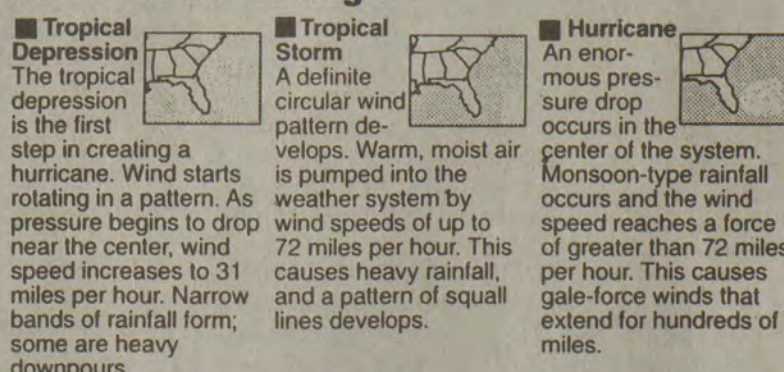 Tropical
Depression
The tropical
depression
is the first
step in creating a
hurricane. Wind starts
rotating in a pattern. As
pressure begins to drop
near the center, wind
speed increases to 31
miles per hour. Narrow
bands of rainfall form;
some are heavy
downpours
Tropical
Storm
A definite
circular wind
pattern de-
velops. Warm, moist air
is pumped into the
weather system by
wind speeds of up to
72 miles per hour. This
causes heavy rainfall,
and a pattern of squall
lines develops.
Hurricane
An enor-
mous pres-
sure drop
occurs in the
center of the system.
Monsoon-type rainfall
occurs and the wind
speed reaches a force
of greater than 72 miles
per hour. This causes
gale-force winds that
extend for hundreds of
miles.